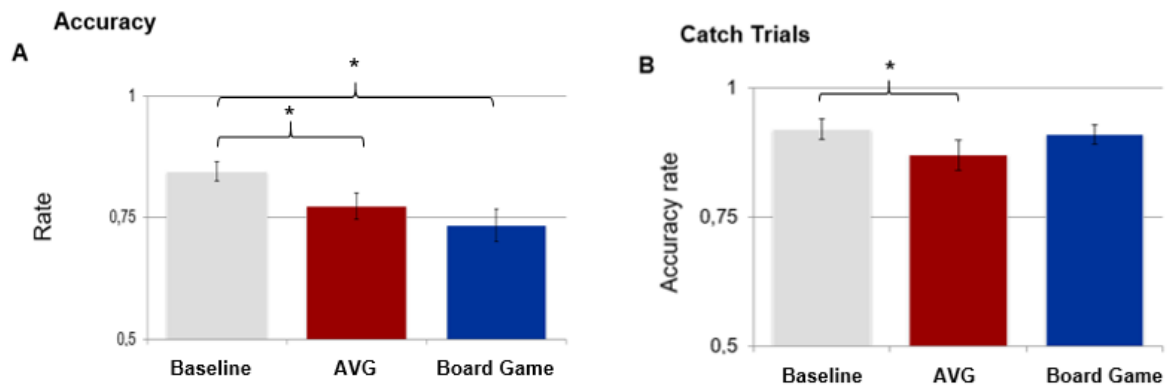 Accuracy
A
*
*
1
0,75
0,5
Rate
Baseline AVG Board Game
Catch Trials
B
*
1
0,75
0,5
Accuracy rate
Baseline AVG Board Game